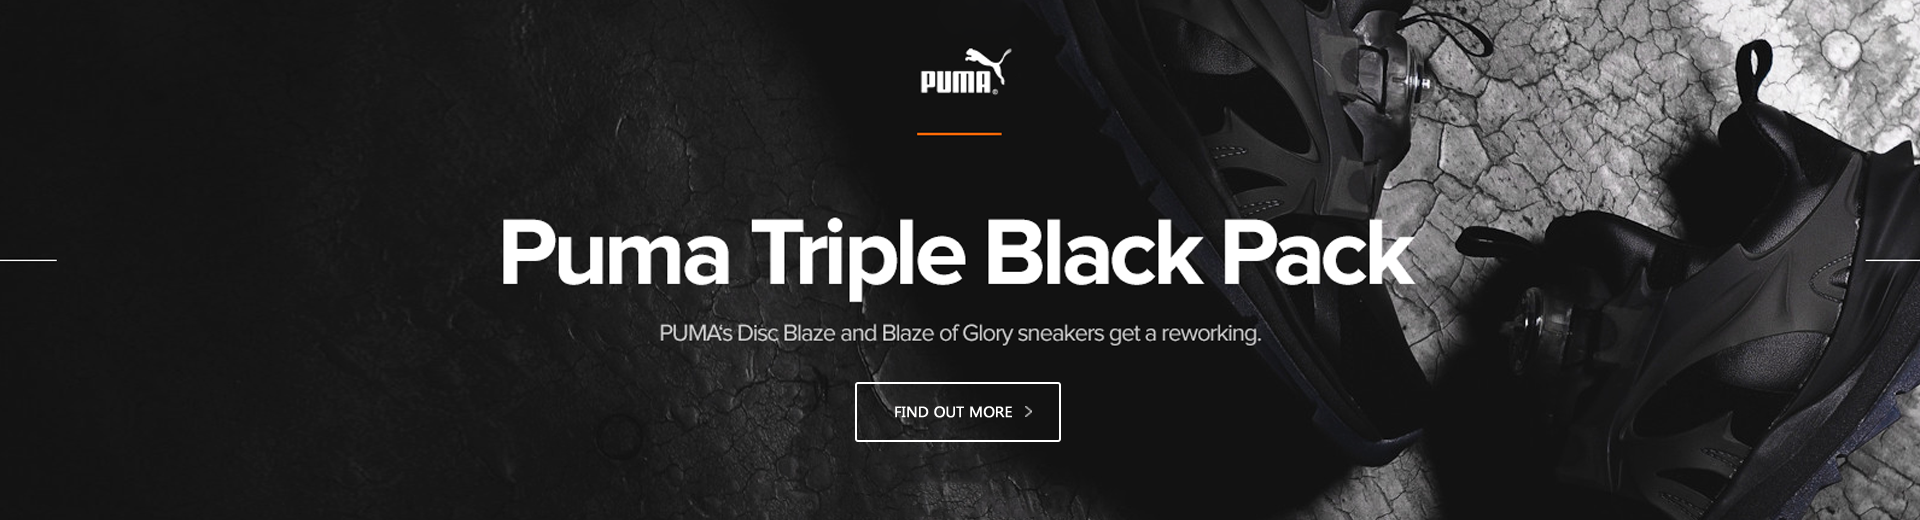 PUMA®
Puma Triple Black Pack
PUMA‘s Disc Blaze and Blaze of Glory sneakers get a reworking.
FIND OUT MORE >